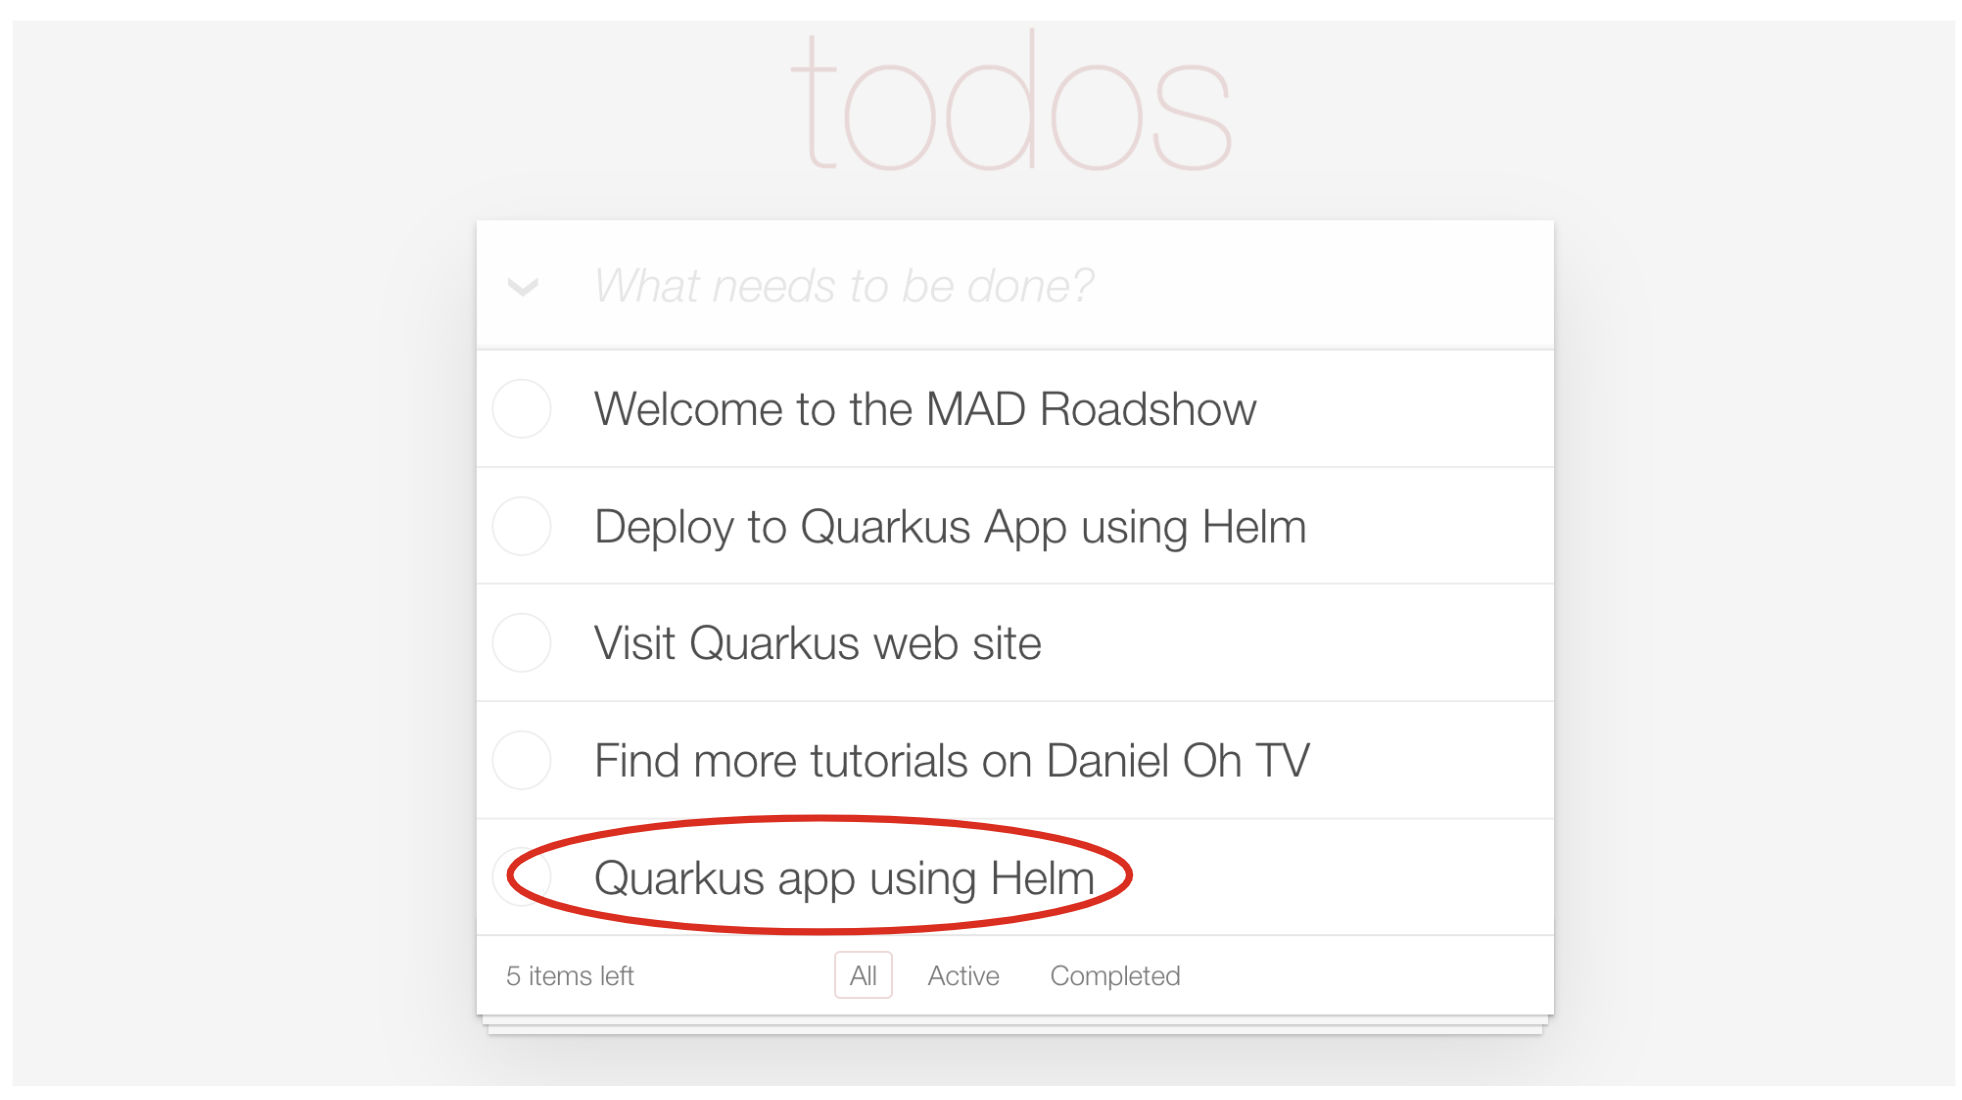 todos
What needs to be done?
Welcome to the MAD Roadshow
Deploy to Quarkus App using Helm
Visit Quarkus web site
Find more tutorials on Daniel Oh TV
Quarkus app using Helm
5 items left All Active Completed